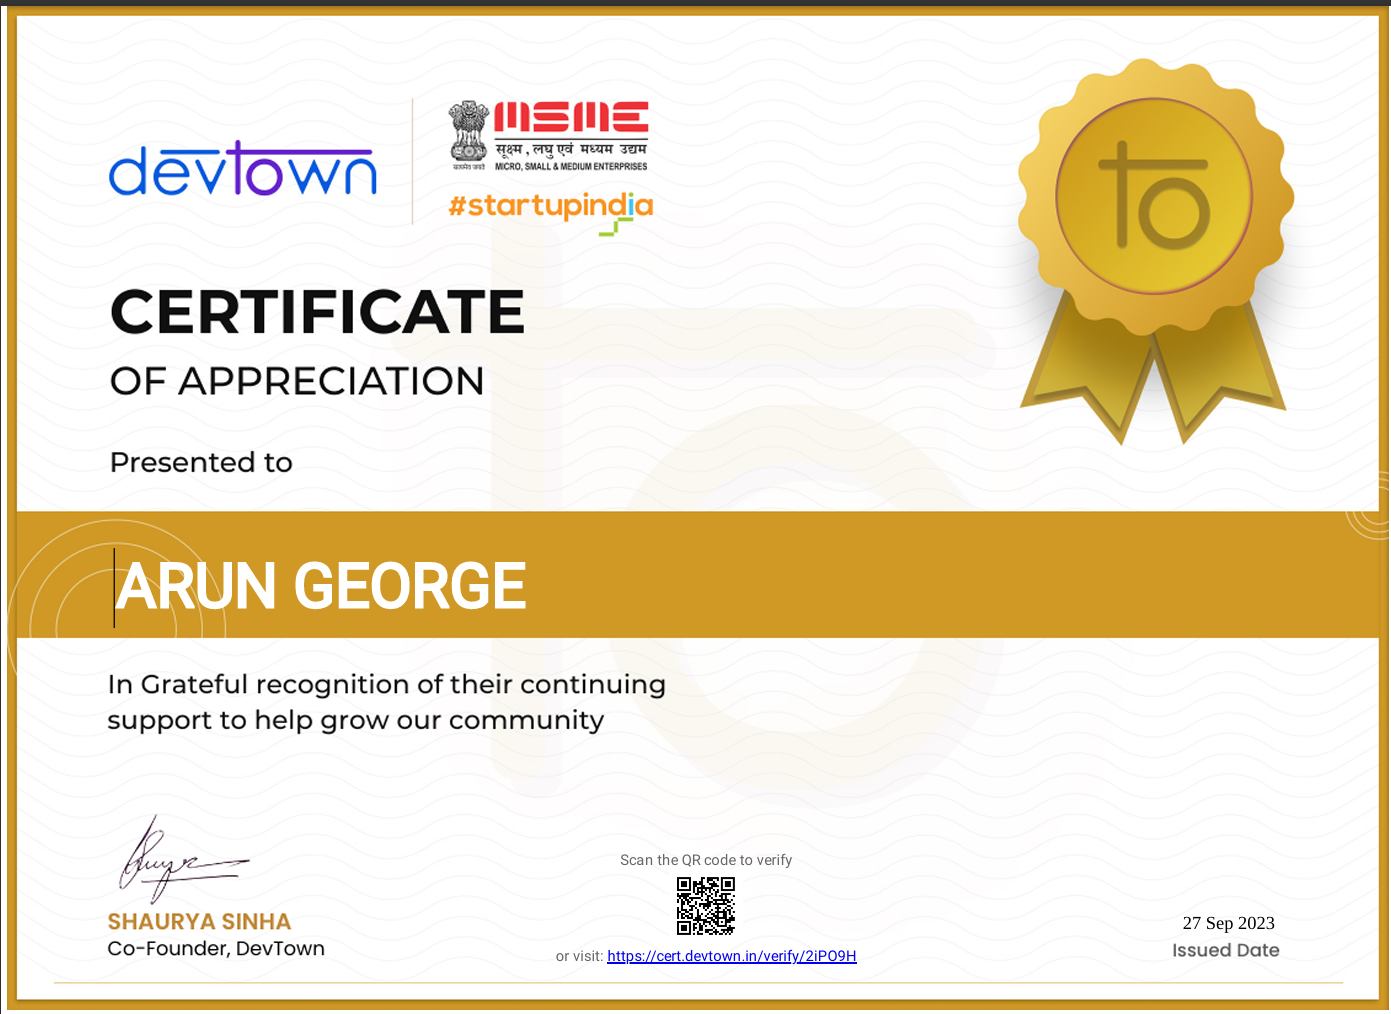 devtown
MSME
सूक्ष्म, लघु एवं मध्यम उद्यम
सत्यमेव जयते
MICRO, SMALL & MEDIUM ENTERPRISES
#startupindia
to
CERTIFICATE
OF APPRECIATION
Presented to
ARUN GEORGE
In Grateful recognition of their continuing
support to help grow our community
SHAURYA SINHA
Co-Founder, DevTown
Scan the QR code to verify
or visit: https://cert.devtown.in/verify/2iPO9H
27 Sep 2023
Issued Date